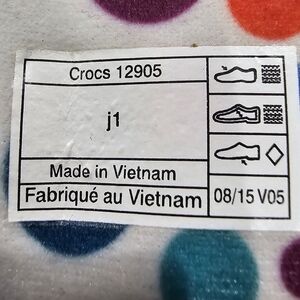 Crocs 12905
j1
Made in Vietnam
Fabriqué au Vietnam
08/15 V05